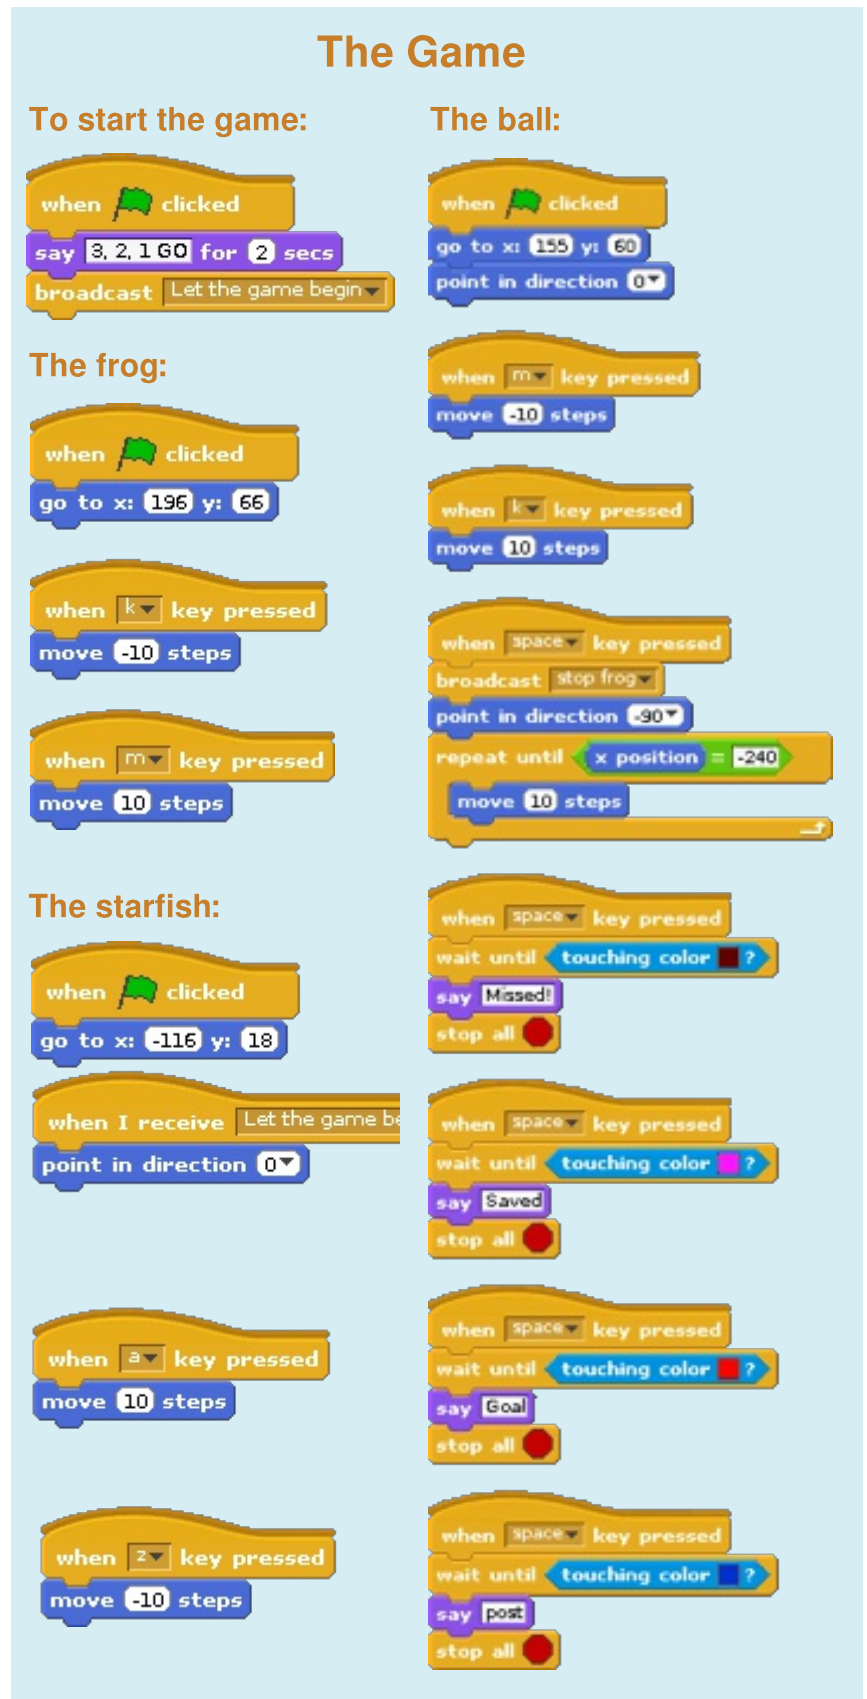 The Game
To start the game:
when clicked
say 3, 2, 1 GO for 2 secs
broadcast Let the game begin
The frog:
when clicked
go to x: 196 y: 66
when k key pressed
move -10 steps
when m key pressed
move 10 steps
The starfish:
when clicked
go to x: -116 y: 18
when I receive Let the game be
point in direction 0
when a key pressed
move 10 steps
when z key pressed
move -10 steps
The ball:
when clicked
go to x: 155 y: 60
point in direction 0
when m key pressed
move -10 steps
when k key pressed
move 10 steps
when space key pressed
broadcast stop frog
point in direction -90
repeat until x position = -240
move 10 steps
when space key pressed
wait until touching color ?
say Missed!
stop all
when space key pressed
wait until touching color ?
say Saved
stop all
when space key pressed
wait until touching color ?
say Goal
stop all
when space key pressed
wait until touching color ?
say post
stop all